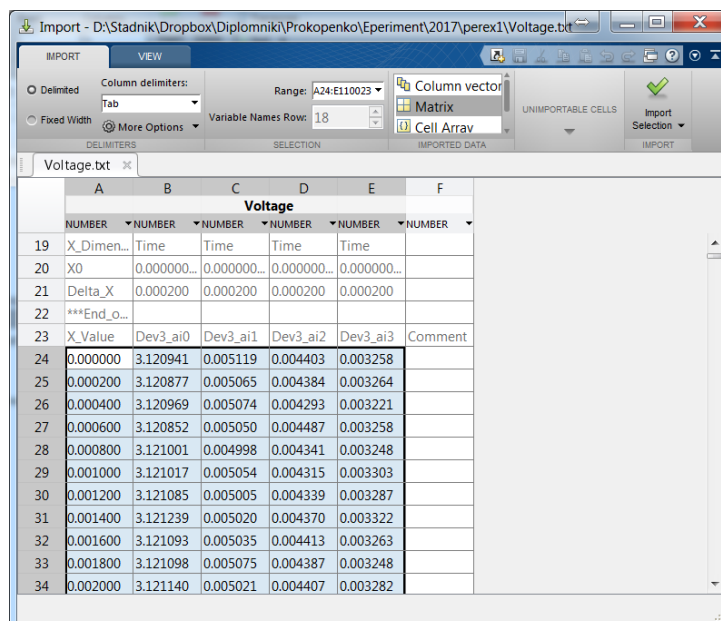 Import - D:\Stadnik\Dropbox\Diplomniki\Prokopenko\Eperiment\2017\perex1\Voltage.txt
IMPORT VIEW
Delimited Column delimiters: Range: A24:E110023 Column vector
Tab Matrix UNIMPORTABLE CELLS Import
Fixed Width More Options Variable Names Row: 18 Cell Array Selection
DELIMITERS SELECTION IMPORTED DATA IMPORT
Voltage.txt
A B C D E F
Voltage
NUMBER NUMBER NUMBER NUMBER NUMBER NUMBER
19 X_Dimen... Time Time Time Time
20 X0 0.000000... 0.000000... 0.000000... 0.000000...
21 Delta_X 0.000200 0.000200 0.000200 0.000200
22 ***End_o...
23 X_Value Dev3_ai0 Dev3_ai1 Dev3_ai2 Dev3_ai3 Comment
24 0.000000 3.120941 0.005119 0.004403 0.003258
25 0.000200 3.120877 0.005065 0.004384 0.003264
26 0.000400 3.120969 0.005074 0.004293 0.003221
27 0.000600 3.120852 0.005050 0.004487 0.003258
28 0.000800 3.121001 0.004998 0.004341 0.003248
29 0.001000 3.121017 0.005054 0.004315 0.003303
30 0.001200 3.121085 0.005005 0.004339 0.003287
31 0.001400 3.121239 0.005020 0.004370 0.003322
32 0.001600 3.121093 0.005035 0.004413 0.003263
33 0.001800 3.121098 0.005075 0.004387 0.003248
34 0.002000 3.121140 0.005021 0.004407 0.003282